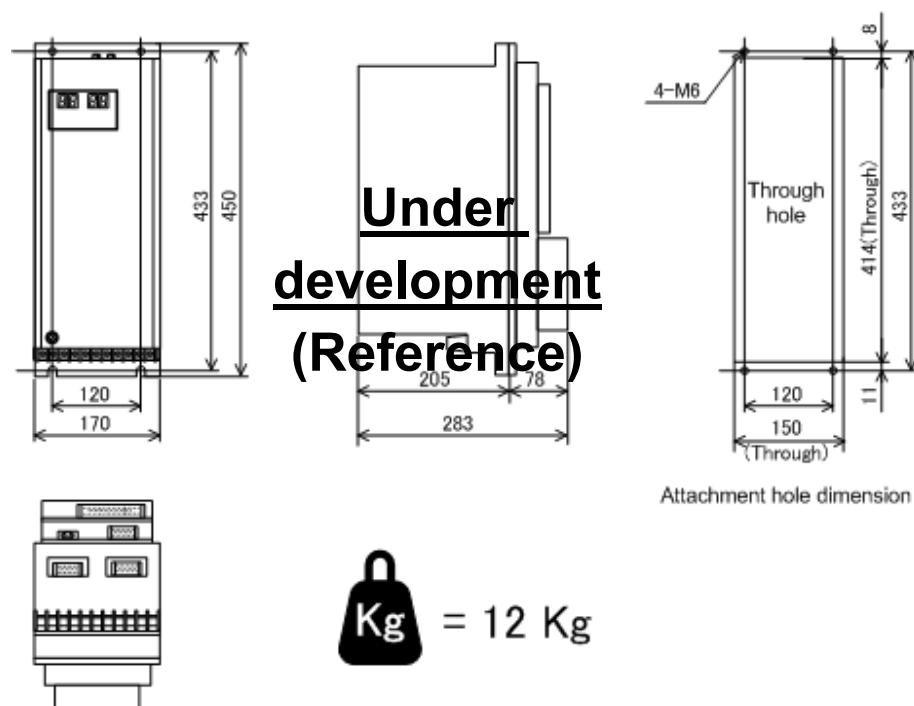 433
450
120
170
Under
development
(Reference)
205
78
283
8
4-M6
Through
hole
414(Through)
433
11
120
150
(Through)
Attachment hole dimension
Kg
= 12 Kg